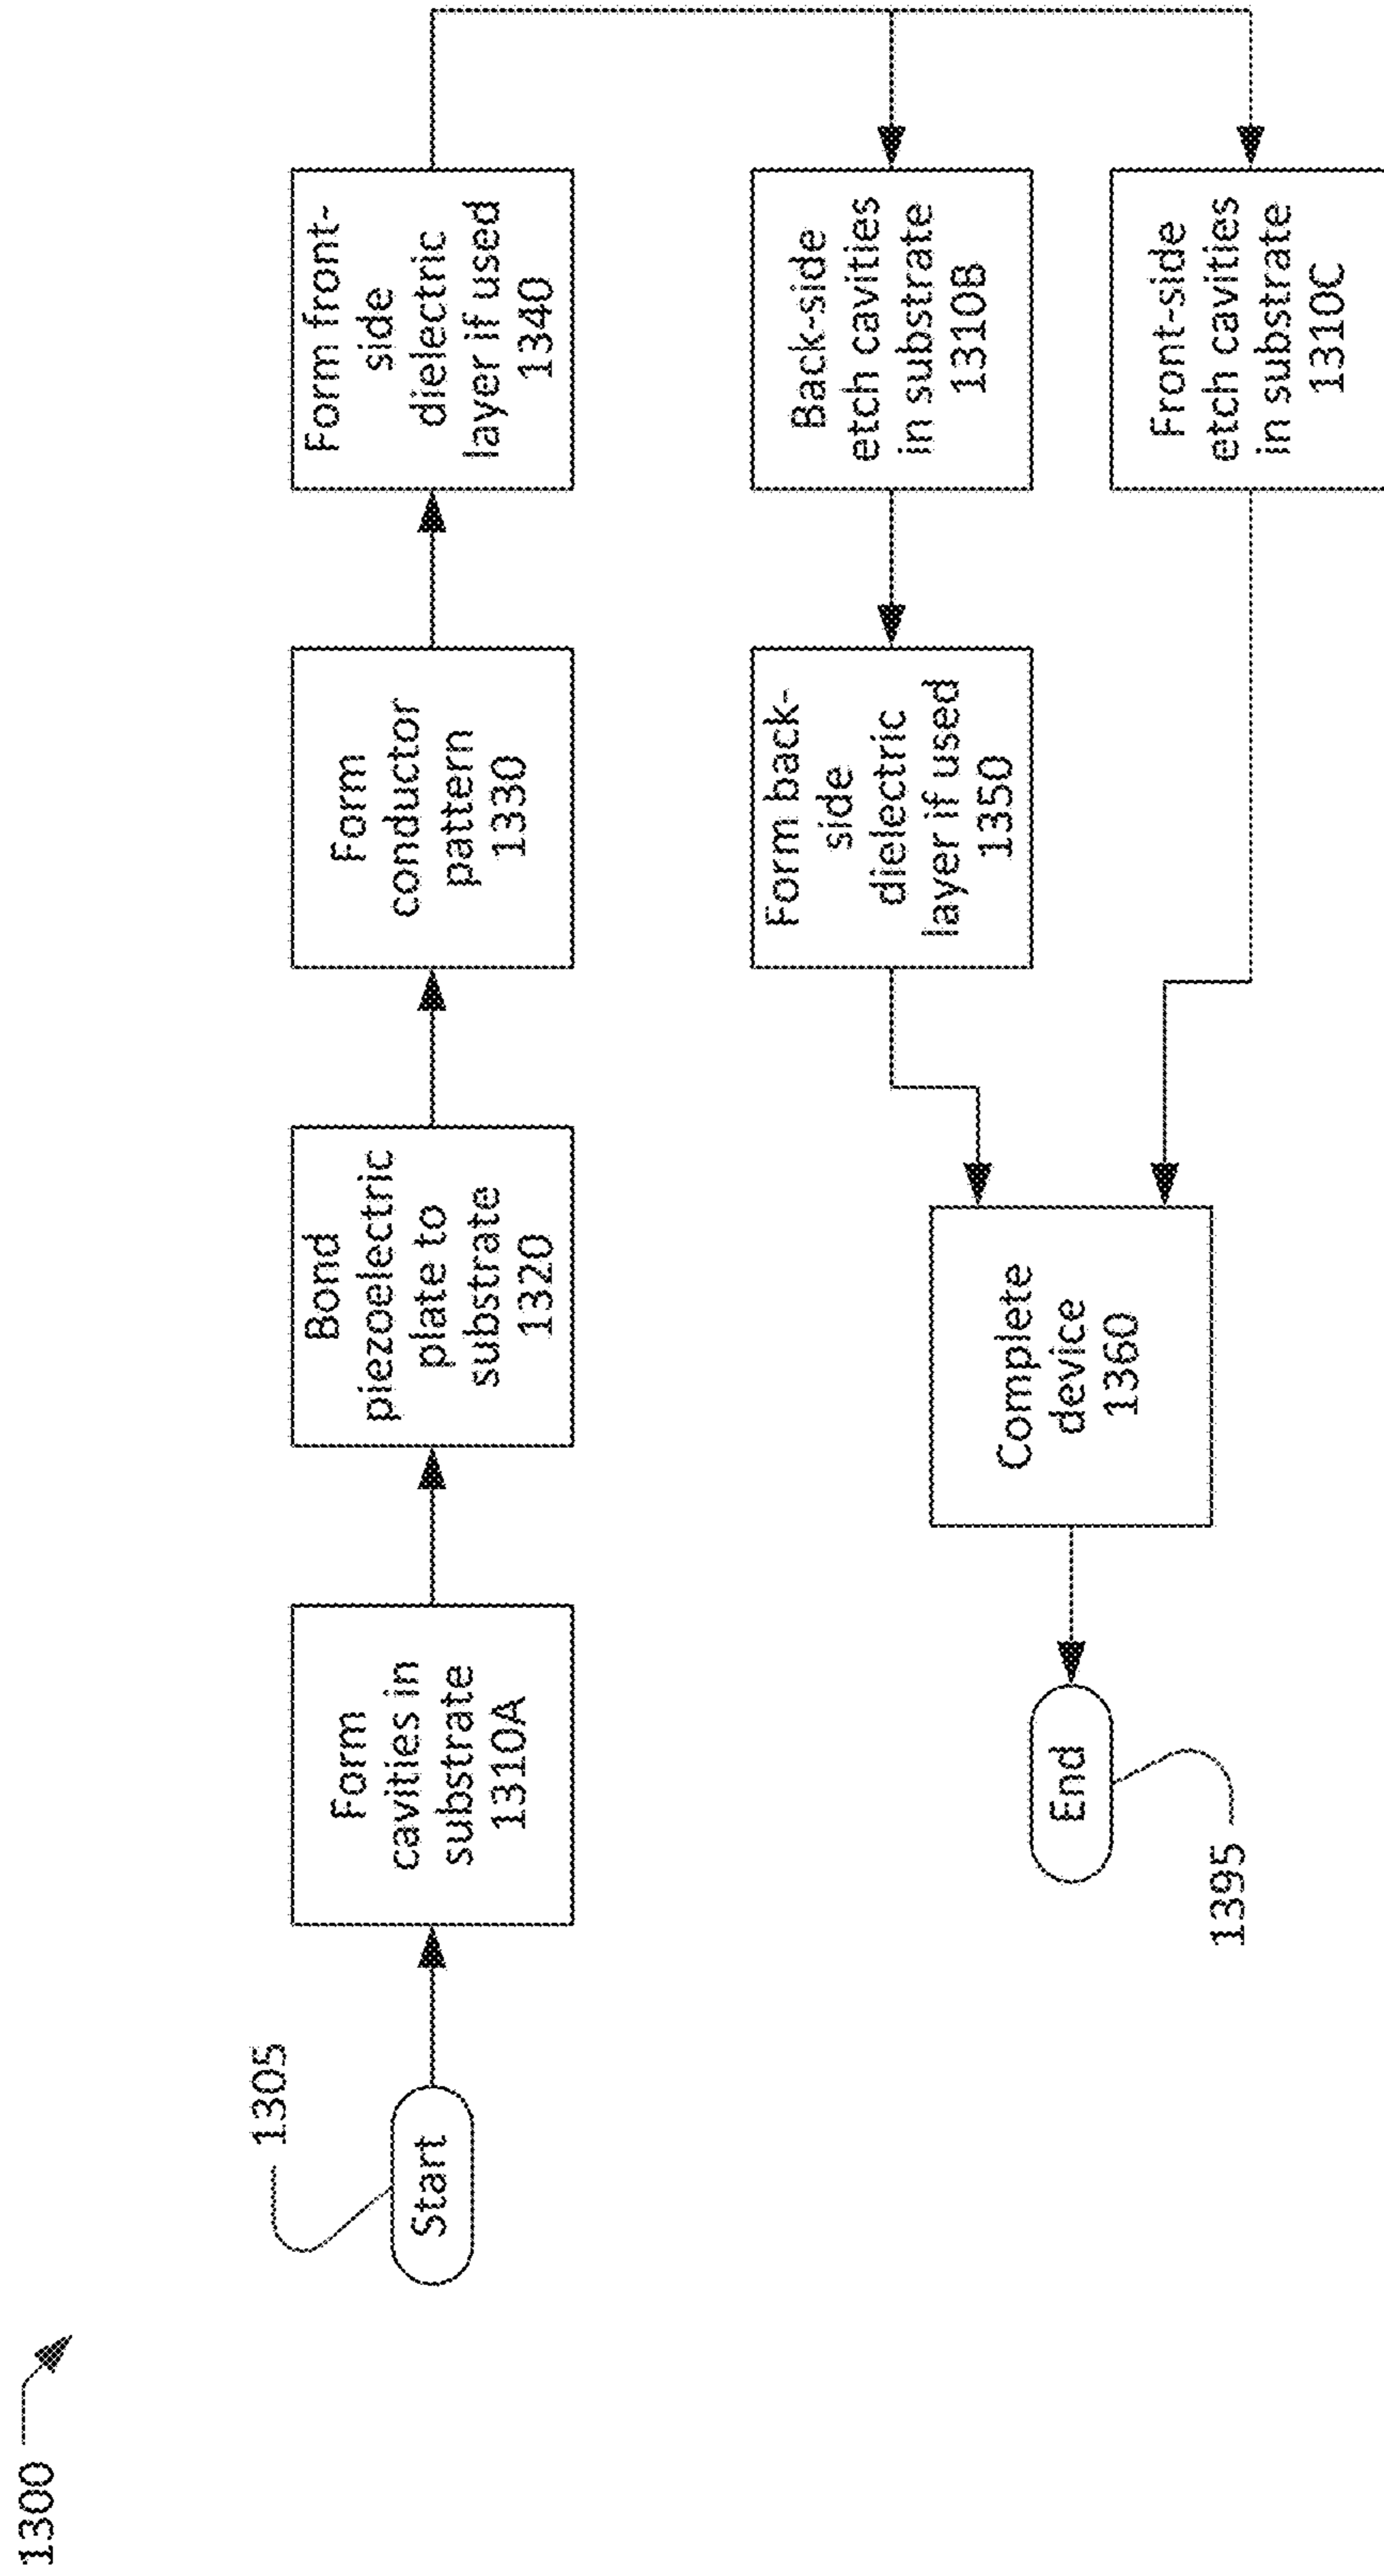 1300
1305
Start
Form
cavities in
substrate
1310A
Bond
piezoelectric
plate to
substrate
1320
Form
conductor
pattern
1330
Form front-
side
dielectric
layer if used
1340
Back-side
etch cavities
in substrate
1310B
Form back-
side
dielectric
layer if used
1350
Front-side
etch cavities
in substrate
1310C
Complete
device
1360
End
1395